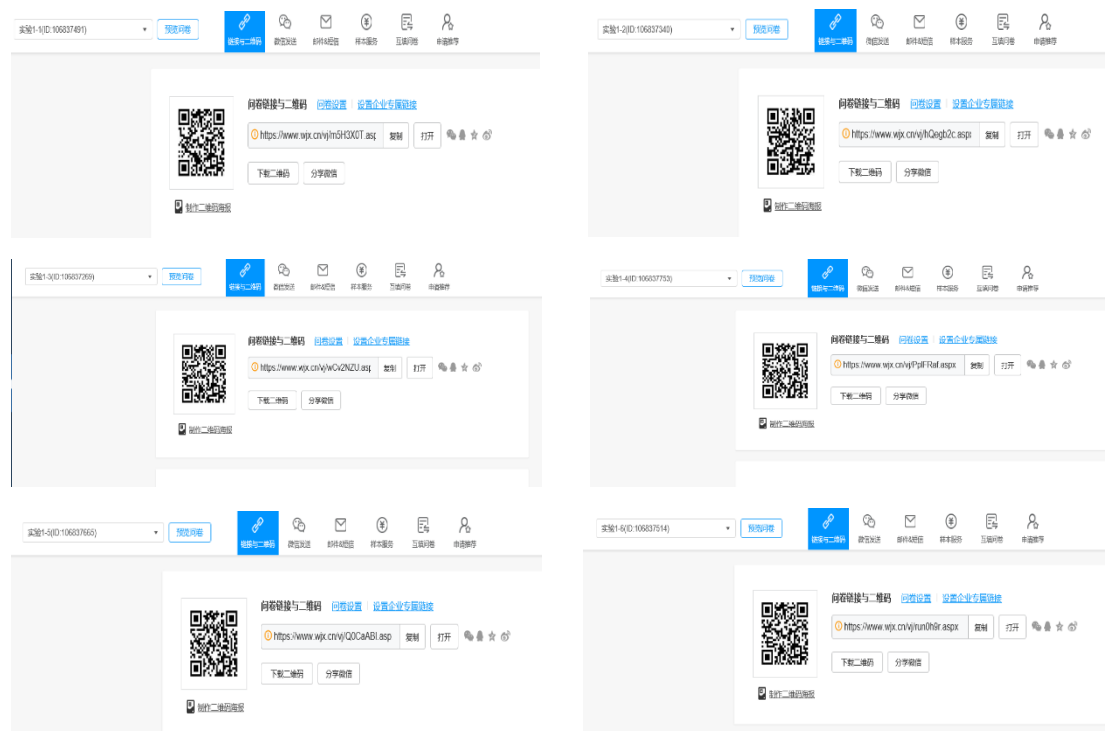 实验1-1(ID:106837491) 预览问卷 链接与二维码 微信发送 邮件&短信 样本服务 互填问卷 申请推荐
问卷链接与二维码 问卷设置 设置企业专属链接
https://www.wjx.cn/vj/m5H3X0T.asp 复制 打开
下载二维码 分享微信
制作二维码海报
实验1-2(ID:106837340) 预览问卷 链接与二维码 微信发送 邮件&短信 样本服务 互填问卷 申请推荐
问卷链接与二维码 问卷设置 设置企业专属链接
https://www.wjx.cn/vj/hQegb2c.aspx 复制 打开
下载二维码 分享微信
制作二维码海报
实验1-3(ID:106837269) 预览问卷 链接与二维码 微信发送 邮件&短信 样本服务 互填问卷 申请推荐
问卷链接与二维码 问卷设置 设置企业专属链接
https://www.wjx.cn/vj/wCv2NZU.asp 复制 打开
下载二维码 分享微信
制作二维码海报
实验1-4(ID:106837753) 预览问卷 链接与二维码 微信发送 邮件&短信 样本服务 互填问卷 申请推荐
问卷链接与二维码 问卷设置 设置企业专属链接
https://www.wjx.cn/vj/PplFRaf.aspx 复制 打开
下载二维码 分享微信
制作二维码海报
实验1-5(ID:106837665) 预览问卷 链接与二维码 微信发送 邮件&短信 样本服务 互填问卷 申请推荐
问卷链接与二维码 问卷设置 设置企业专属链接
https://www.wjx.cn/vj/Q0CaABI.asp 复制 打开
下载二维码 分享微信
制作二维码海报
实验1-6(ID:106837514) 预览问卷 链接与二维码 微信发送 邮件&短信 样本服务 互填问卷 申请推荐
问卷链接与二维码 问卷设置 设置企业专属链接
https://www.wjx.cn/vj/run0h9r.aspx 复制 打开
下载二维码 分享微信
制作二维码海报